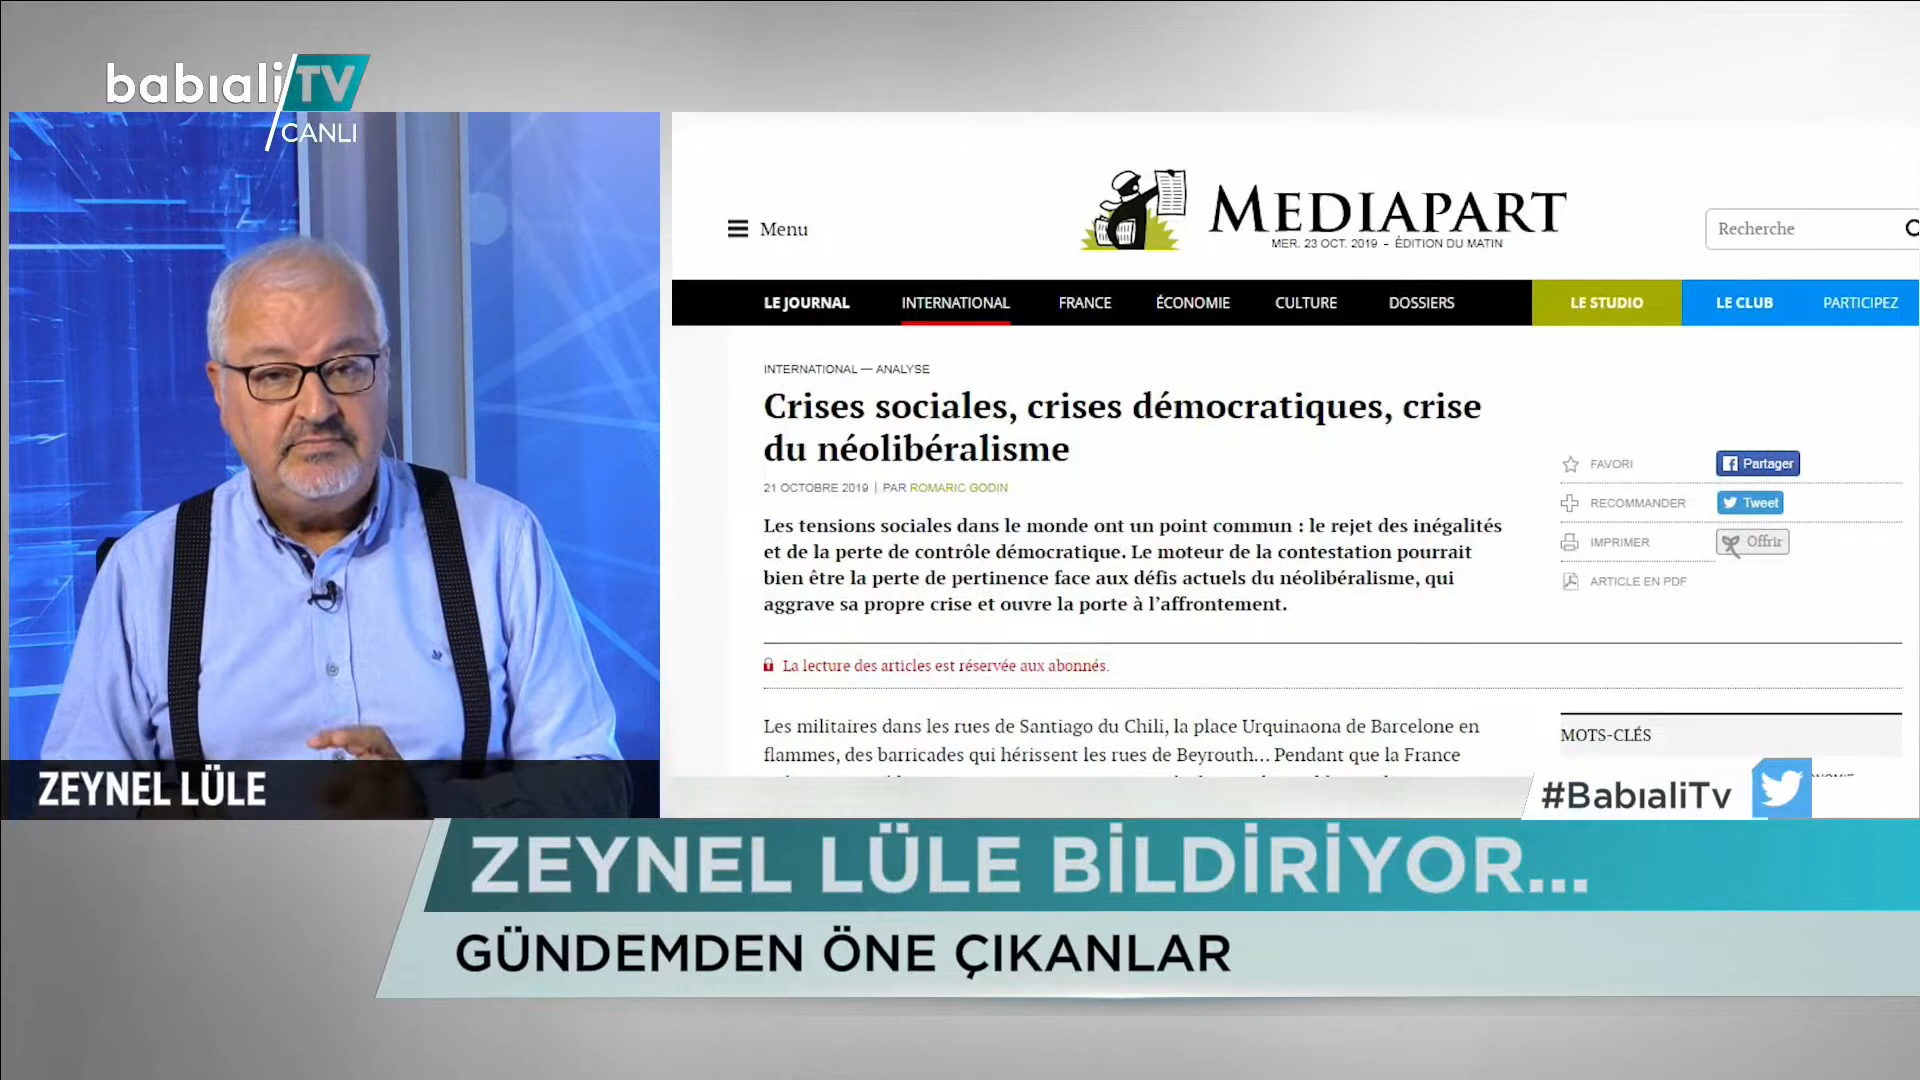 babıali TV
CANLI
MEDIAPART
MER. 23 OCT. 2019 - ÉDITION DU MATIN
Menu
Recherche
LE JOURNAL INTERNATIONAL FRANCE ÉCONOMIE CULTURE DOSSIERS LE STUDIO LE CLUB PARTICIPEZ
INTERNATIONAL — ANALYSE
Crises sociales, crises démocratiques, crise
du néolibéralisme
21 OCTOBRE 2019 | PAR ROMARIC GODIN
Les tensions sociales dans le monde ont un point commun : le rejet des inégalités
et de la perte de contrôle démocratique. Le moteur de la contestation pourrait
bien être la perte de pertinence face aux défis actuels du néolibéralisme, qui
aggrave sa propre crise et ouvre la porte à l'affrontement.
FAVORI
Partager
RECOMMANDER
Tweet
IMPRIMER
Offrir
ARTICLE EN PDF
La lecture des articles est réservée aux abonnés.
Les militaires dans les rues de Santiago du Chili, la place Urquinaona de Barcelone en
flammes, des barricades qui hérissent les rues de Beyrouth… Pendant que la France
MOTS-CLÉS
#BabıaliTv
ZEYNEL LÜLE
ZEYNEL LÜLE BİLDİRİYOR...
GÜNDEMDEN ÖNE ÇIKANLAR